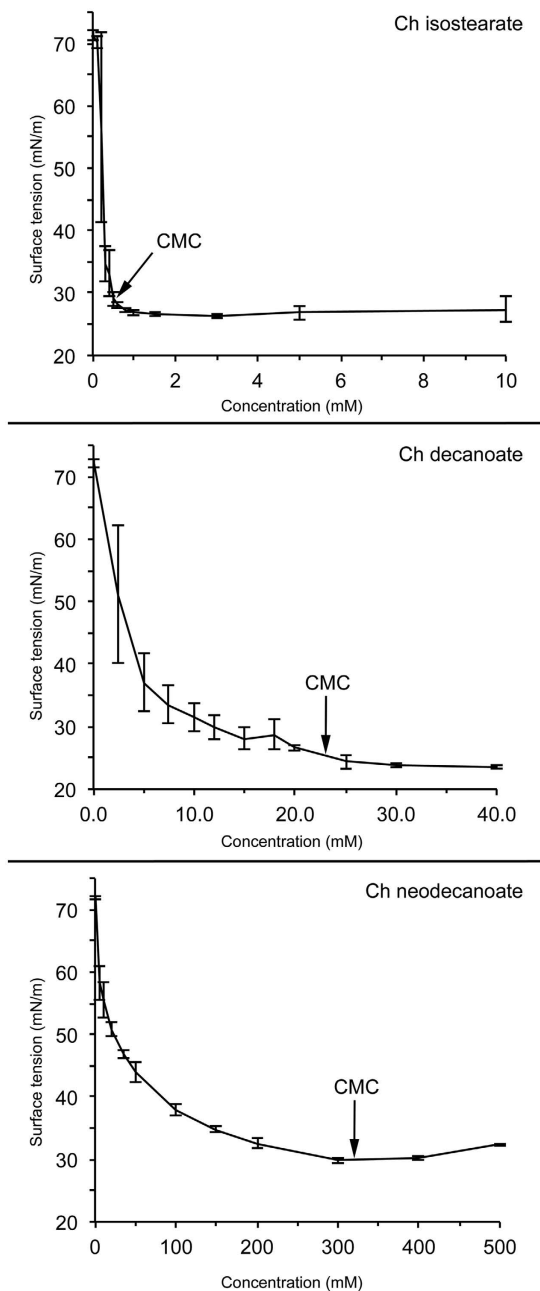 Ch isostearate
Surface tension (mN/m)
70
60
50
40
30
20
CMC
0 2 4 6 8 10
Concentration (mM)
Ch decanoate
Surface tension (mN/m)
70
60
50
40
30
20
CMC
0.0 10.0 20.0 30.0 40.0
Concentration (mM)
Ch neodecanoate
Surface tension (mN/m)
70
60
50
40
30
20
CMC
0 100 200 300 400 500
Concentration (mM)